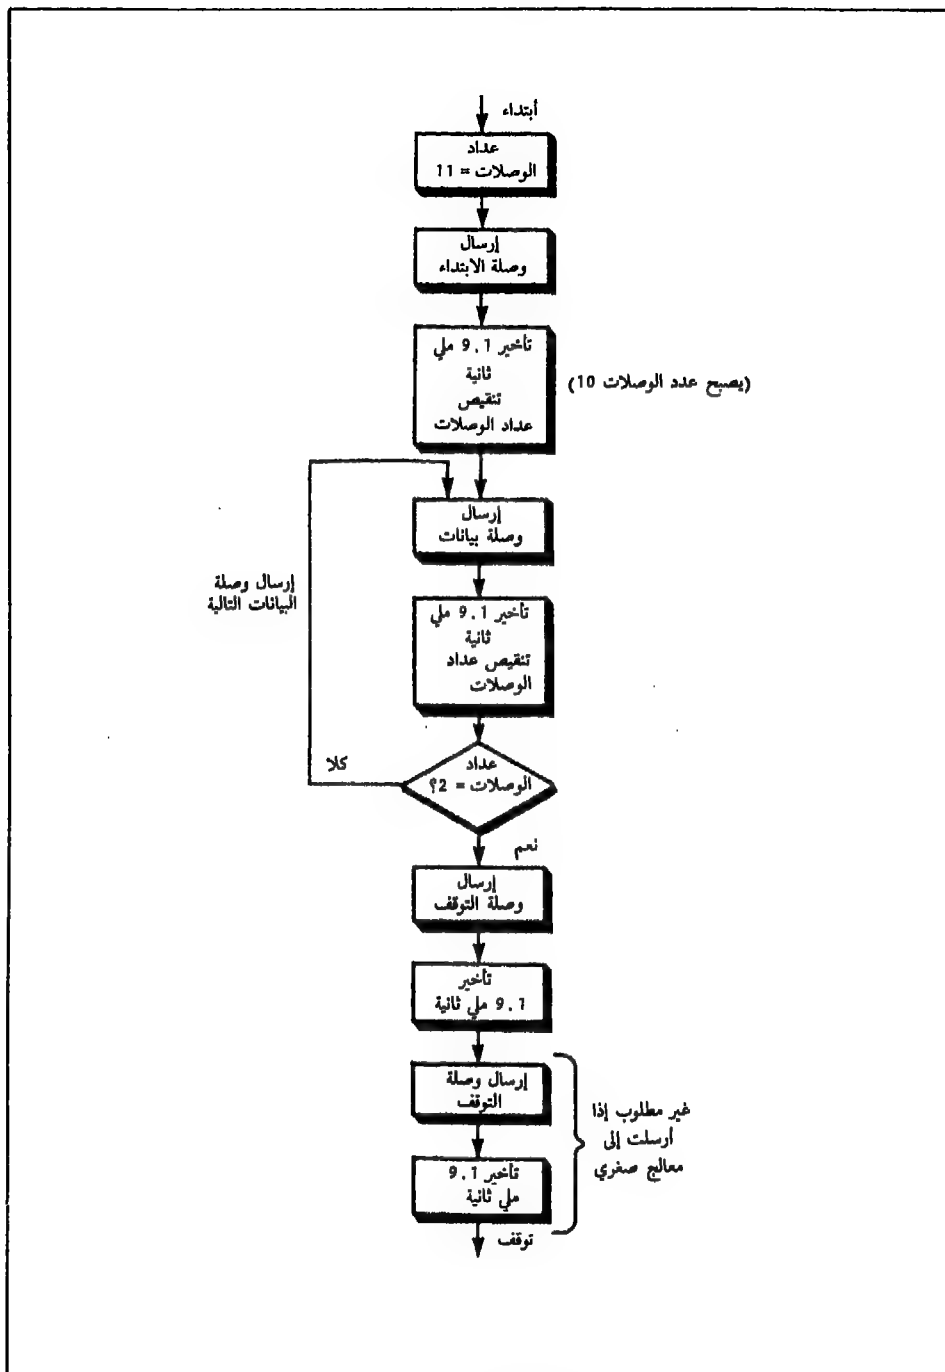 أبتداء
عداد
الوصلات = 11
إرسال
وصلة الابتداء
تأخير 9.1 ملي
ثانية
تنقيص
عداد الوصلات
(يصبح عدد الوصلات 10)
إرسال
وصلة بيانات
إرسال وصلة
البيانات التالية
تأخير 9.1 ملي
ثانية
تنقيص عداد
الوصلات
عداد
الوصلات = 2؟
كلا
نعم
إرسال
وصلة التوقف
تأخير
9.1 ملي ثانية
إرسال وصلة
التوقف
غير مطلوب إذا
أرسلت إلى
معالج صغري
تأخير 9.1
ملي ثانية
توقف